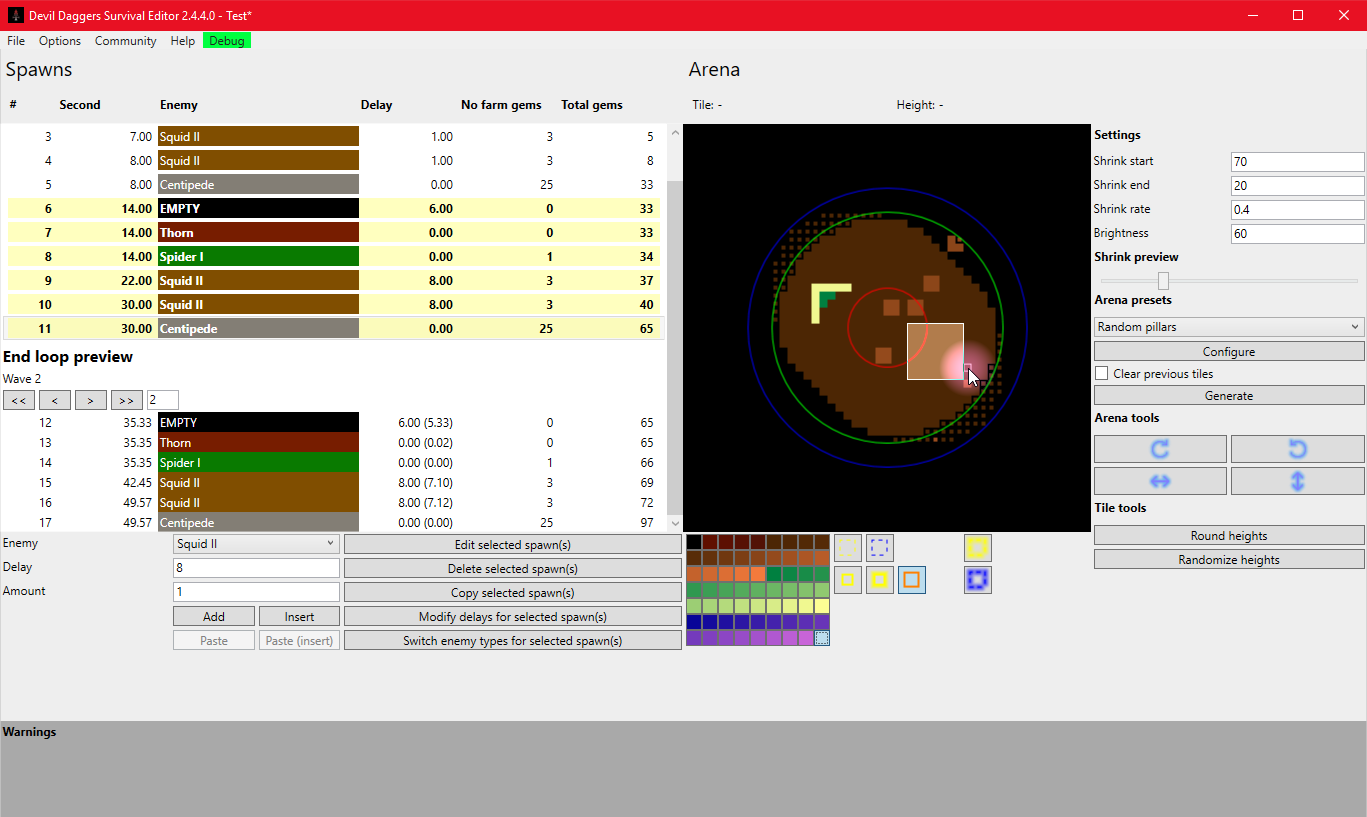 Devil Daggers Survival Editor 2.4.4.0 - Test*
File Options Community Help Debug
Spawns
# Second Enemy Delay No farm gems Total gems
3 7.00 Squid II 1.00 3 5
4 8.00 Squid II 1.00 3 8
5 8.00 Centipede 0.00 25 33
6 14.00 EMPTY 6.00 0 33
7 14.00 Thorn 0.00 0 33
8 14.00 Spider I 0.00 1 34
9 22.00 Squid II 8.00 3 37
10 30.00 Squid II 8.00 3 40
11 30.00 Centipede 0.00 25 65
End loop preview
Wave 2
<< < > >> 2
12 35.33 EMPTY 6.00 (5.33) 0 65
13 35.35 Thorn 0.00 (0.02) 0 65
14 35.35 Spider I 0.00 (0.00) 1 66
15 42.45 Squid II 8.00 (7.10) 3 69
16 49.57 Squid II 8.00 (7.12) 3 72
17 49.57 Centipede 0.00 (0.00) 25 97
Enemy Squid II Edit selected spawn(s)
Delay 8 Delete selected spawn(s)
Amount 1 Copy selected spawn(s)
Add Insert Modify delays for selected spawn(s)
Paste Paste (insert) Switch enemy types for selected spawn(s)
Arena
Tile: - Height: -
Settings
Shrink start 70
Shrink end 20
Shrink rate 0.4
Brightness 60
Shrink preview
Arena presets
Random pillars
Configure
Clear previous tiles
Generate
Arena tools
Tile tools
Round heights
Randomize heights
Warnings